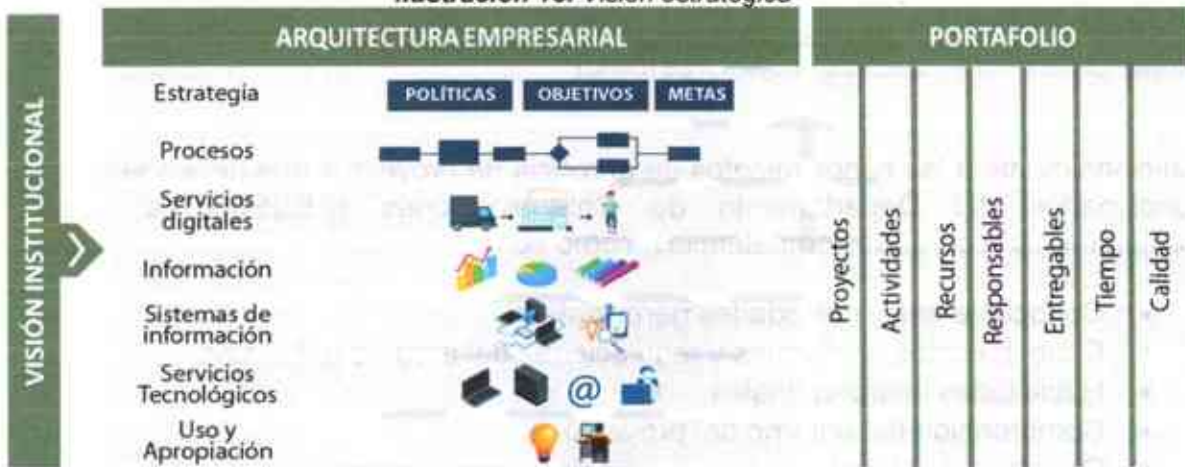 VISIÓN INSTITUCIONAL
ARQUITECTURA EMPRESARIAL
Estrategia
POLÍTICAS OBJETIVOS METAS
Procesos
Servicios
digitales
Información
Sistemas de
información
Servicios
Tecnológicos
@
Uso y
Apropiación
PORTAFOLIO
Proyectos
Actividades
Recursos
Responsables
Entregables
Tiempo
Calidad